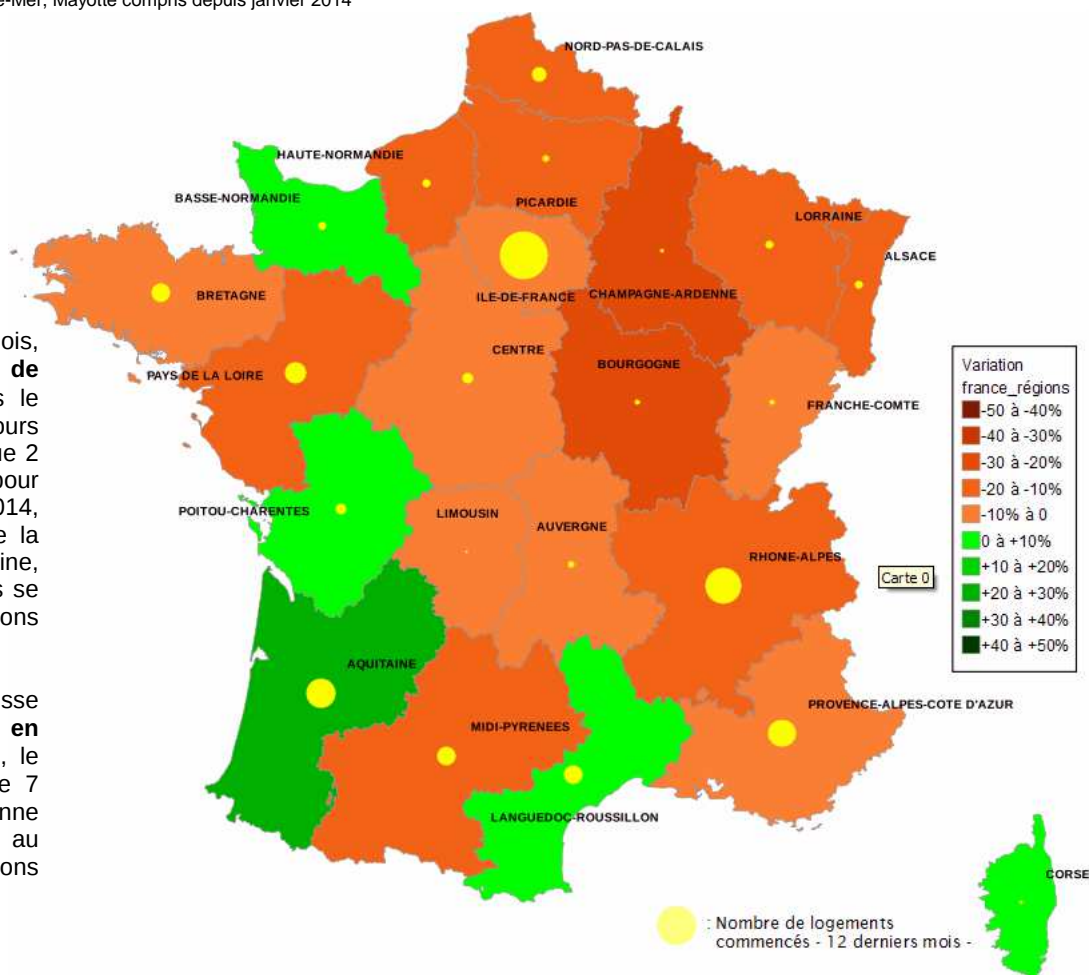 e-Mer, Mayotte compris depuis janvier 2014
NORD-PAS-DE-CALAIS
HAUTE-NORMANDIE
BASSE-NORMANDIE
PICARDIE
LORRAINE
ALSACE
BRETAGNE
ILE-DE-FRANCE
CHAMPAGNE-ARDENNE
CENTRE
BOURGOGNE
PAYS DE LA LOIRE
FRANCHE-COMTE
POITOU-CHARENTES
LIMOUSIN
AUVERGNE
RHONE-ALPES
AQUITAINE
MIDI-PYRENEES
PROVENCE-ALPES-COTE D'AZUR
LANGUEDOC-ROUSSILLON
CORSE
ois,
de
s le
ours
ue 2
pour
014,
e la
ine,
s se
ons
sse
en
, le
e 7
nne
au
ons
Variation
france_régions
-50 à -40%
-40 à -30%
-30 à -20%
-20 à -10%
-10% à 0
0 à +10%
+10 à +20%
+20 à +30%
+30 à +40%
+40 à +50%
Carte 0
: Nombre de logements
commencés - 12 derniers mois -